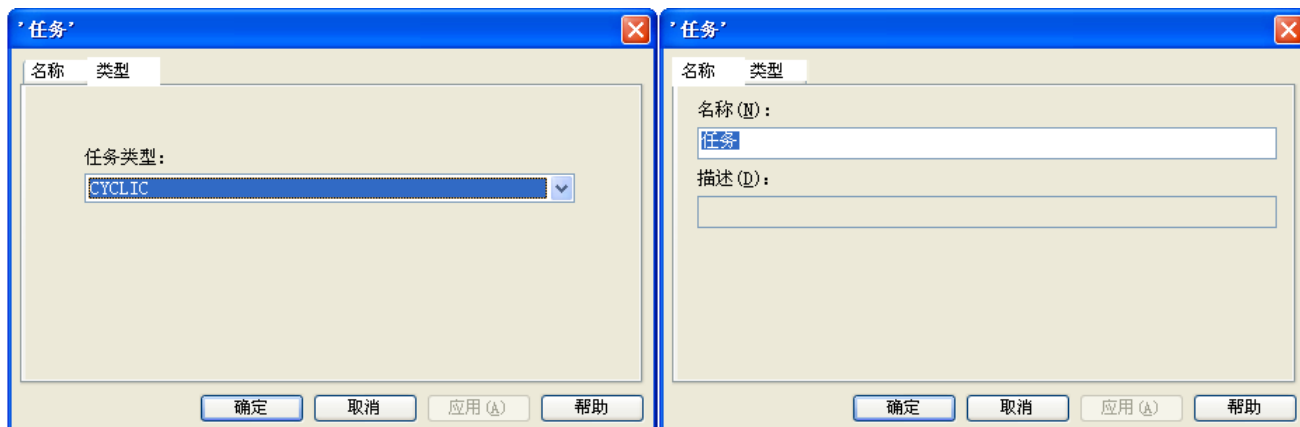 '任务'
名称 类型
任务类型:
CYCLIC
确定 取消 应用(A) 帮助
'任务'
名称 类型
名称(N):
任务
描述(D):
确定 取消 应用(A) 帮助